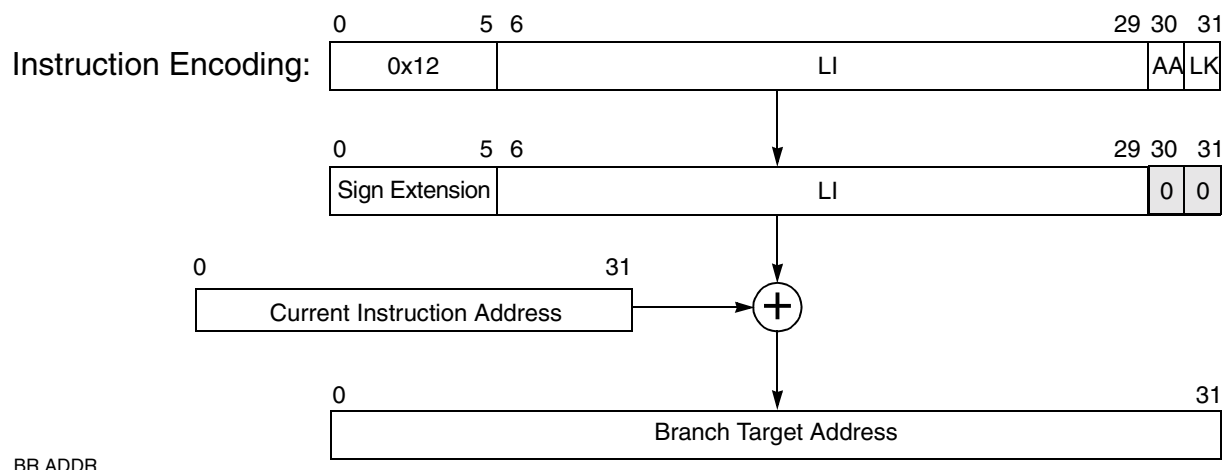 0 5 6 29 30 31
Instruction Encoding: 0x12 LI AA LK
0 5 6 29 30 31
Sign Extension LI 0 0
0 31
Current Instruction Address +
0 31
Branch Target Address
BR ADDR